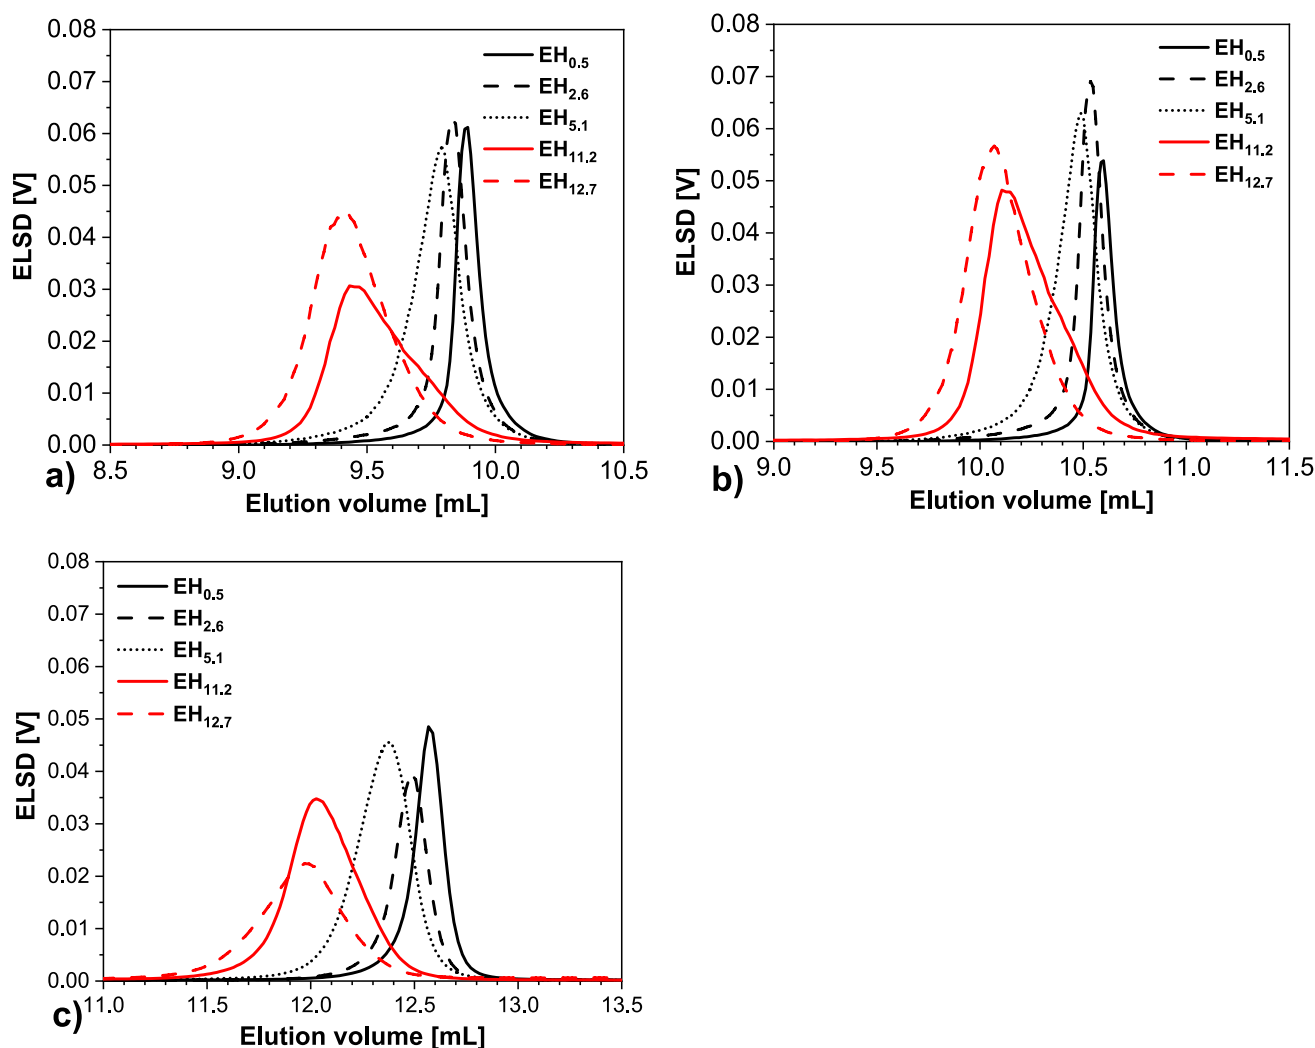 0.08
0.07
0.06
0.05
0.04
0.03
0.02
0.01
0.00
ELSD [V]
EH0.5
EH2.6
EH5.1
EH11.2
EH12.7
8.5 9.0 9.5 10.0 10.5
a) Elution volume [mL]
0.08
0.07
0.06
0.05
0.04
0.03
0.02
0.01
0.00
ELSD [V]
EH0.5
EH2.6
EH5.1
EH11.2
EH12.7
9.0 9.5 10.0 10.5 11.0 11.5
b) Elution volume [mL]
0.08
0.07
0.06
0.05
0.04
0.03
0.02
0.01
0.00
ELSD [V]
EH0.5
EH2.6
EH5.1
EH11.2
EH12.7
11.0 11.5 12.0 12.5 13.0 13.5
c) Elution volume [mL]